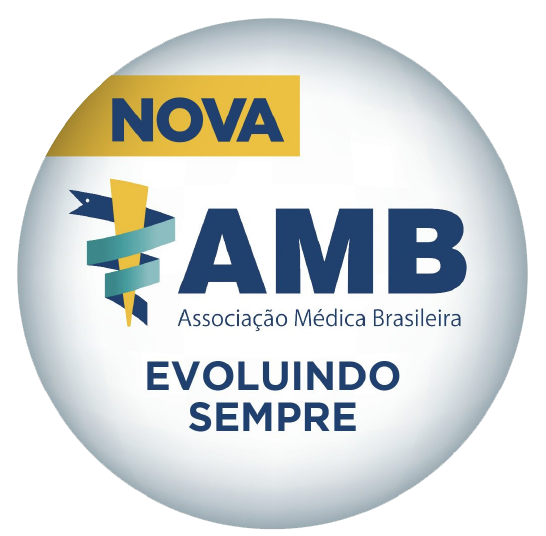 NOVA
AMB
Associação Médica Brasileira
EVOLUINDO
SEMPRE